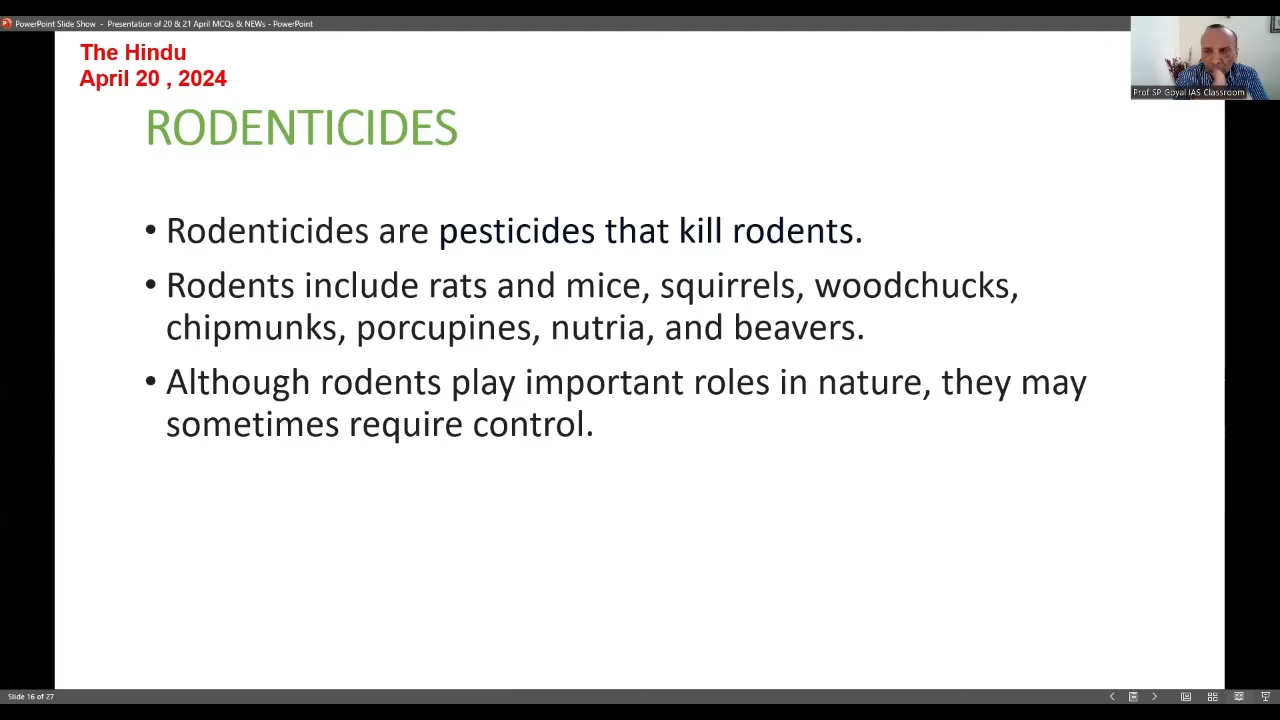 PowerPoint Slide Show - Presentation of 20 & 21 April MCQs & NEWs - PowerPoint
The Hindu
April 20 , 2024
Prof SP Goyal IAS Classroom
RODENTICIDES
• Rodenticides are pesticides that kill rodents.
• Rodents include rats and mice, squirrels, woodchucks,
chipmunks, porcupines, nutria, and beavers.
• Although rodents play important roles in nature, they may
sometimes require control.
Slide 16 of 27